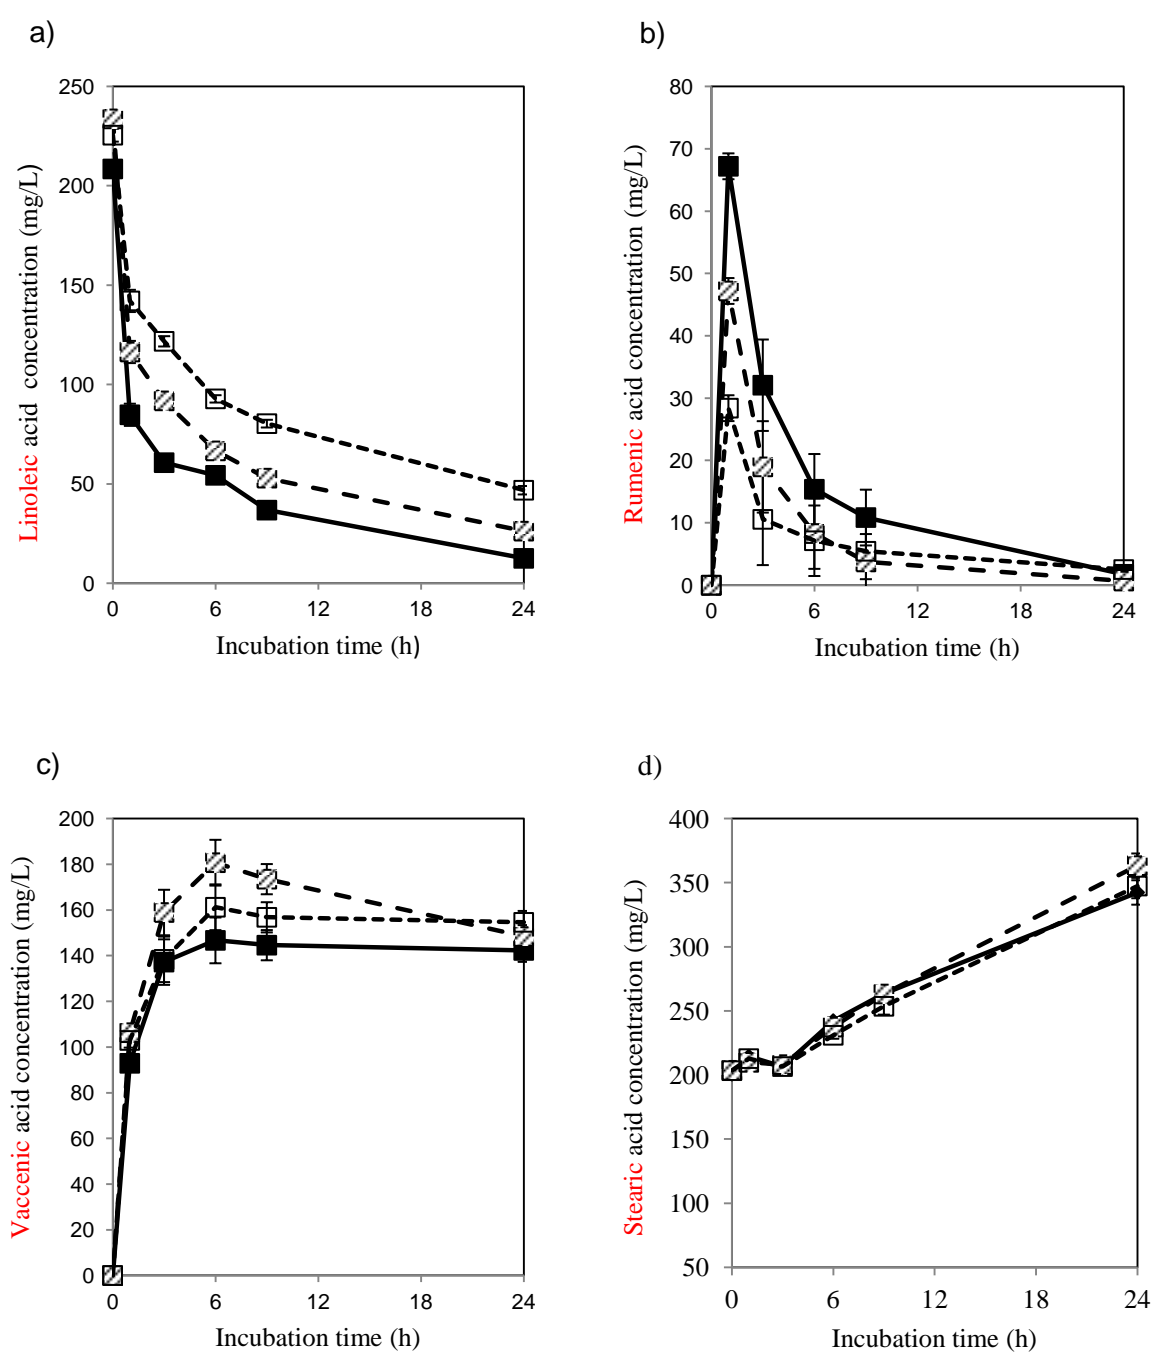 a)
250
200
150
100
50
0
0 6 12 18 24
Linoleic acid concentration (mg/L)
Incubation time (h)
b)
80
70
60
50
40
30
20
10
0
0 6 12 18 24
Rumenic acid concentration (mg/L)
Incubation time (h)
c)
200
180
160
140
120
100
80
60
40
20
0
0 6 12 18 24
Vaccenic acid concentration (mg/L)
Incubation time (h)
d)
400
350
300
250
200
150
100
50
0 6 12 18 24
Stearic acid concentration (mg/L)
Incubation time (h)